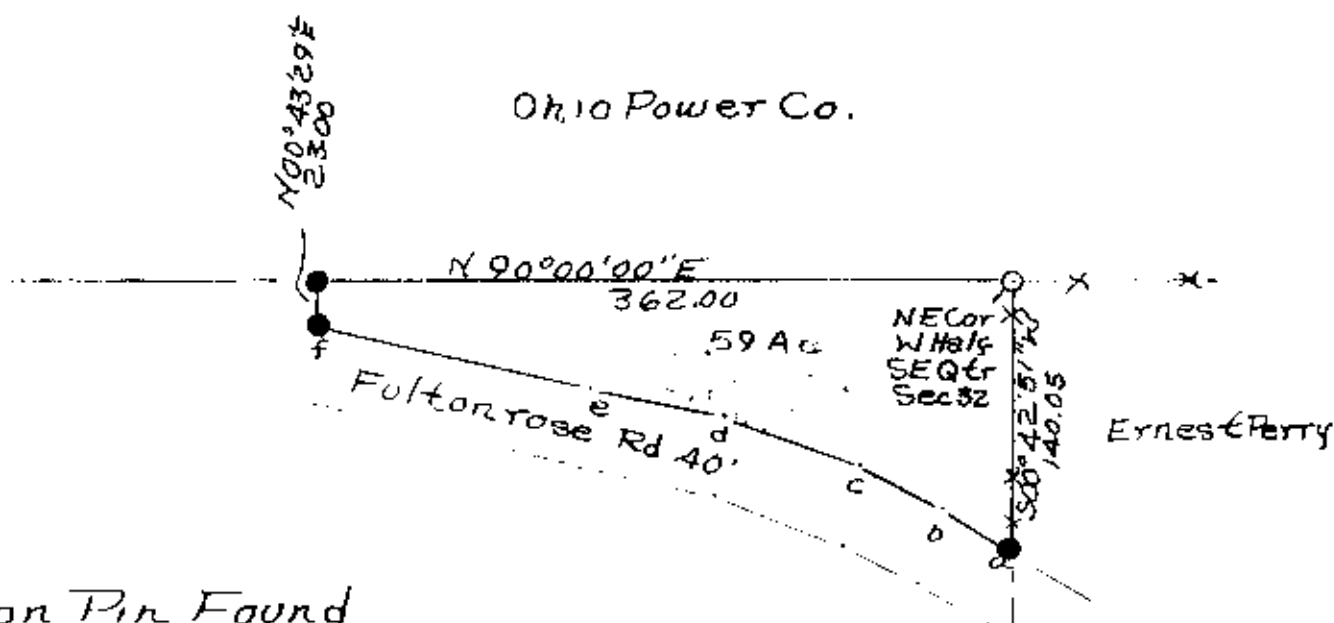 N00°43'29"E
23.00
Ohio Power Co.
N 90°00'00"E
362.00
.59 Ac
NE Cor
W Half
SE Qtr
Sec 32
S00°42'51"W
140.05
Ernest Perry
f
e
d
c
b
a
Fultonrose Rd 40'
on Pin Found